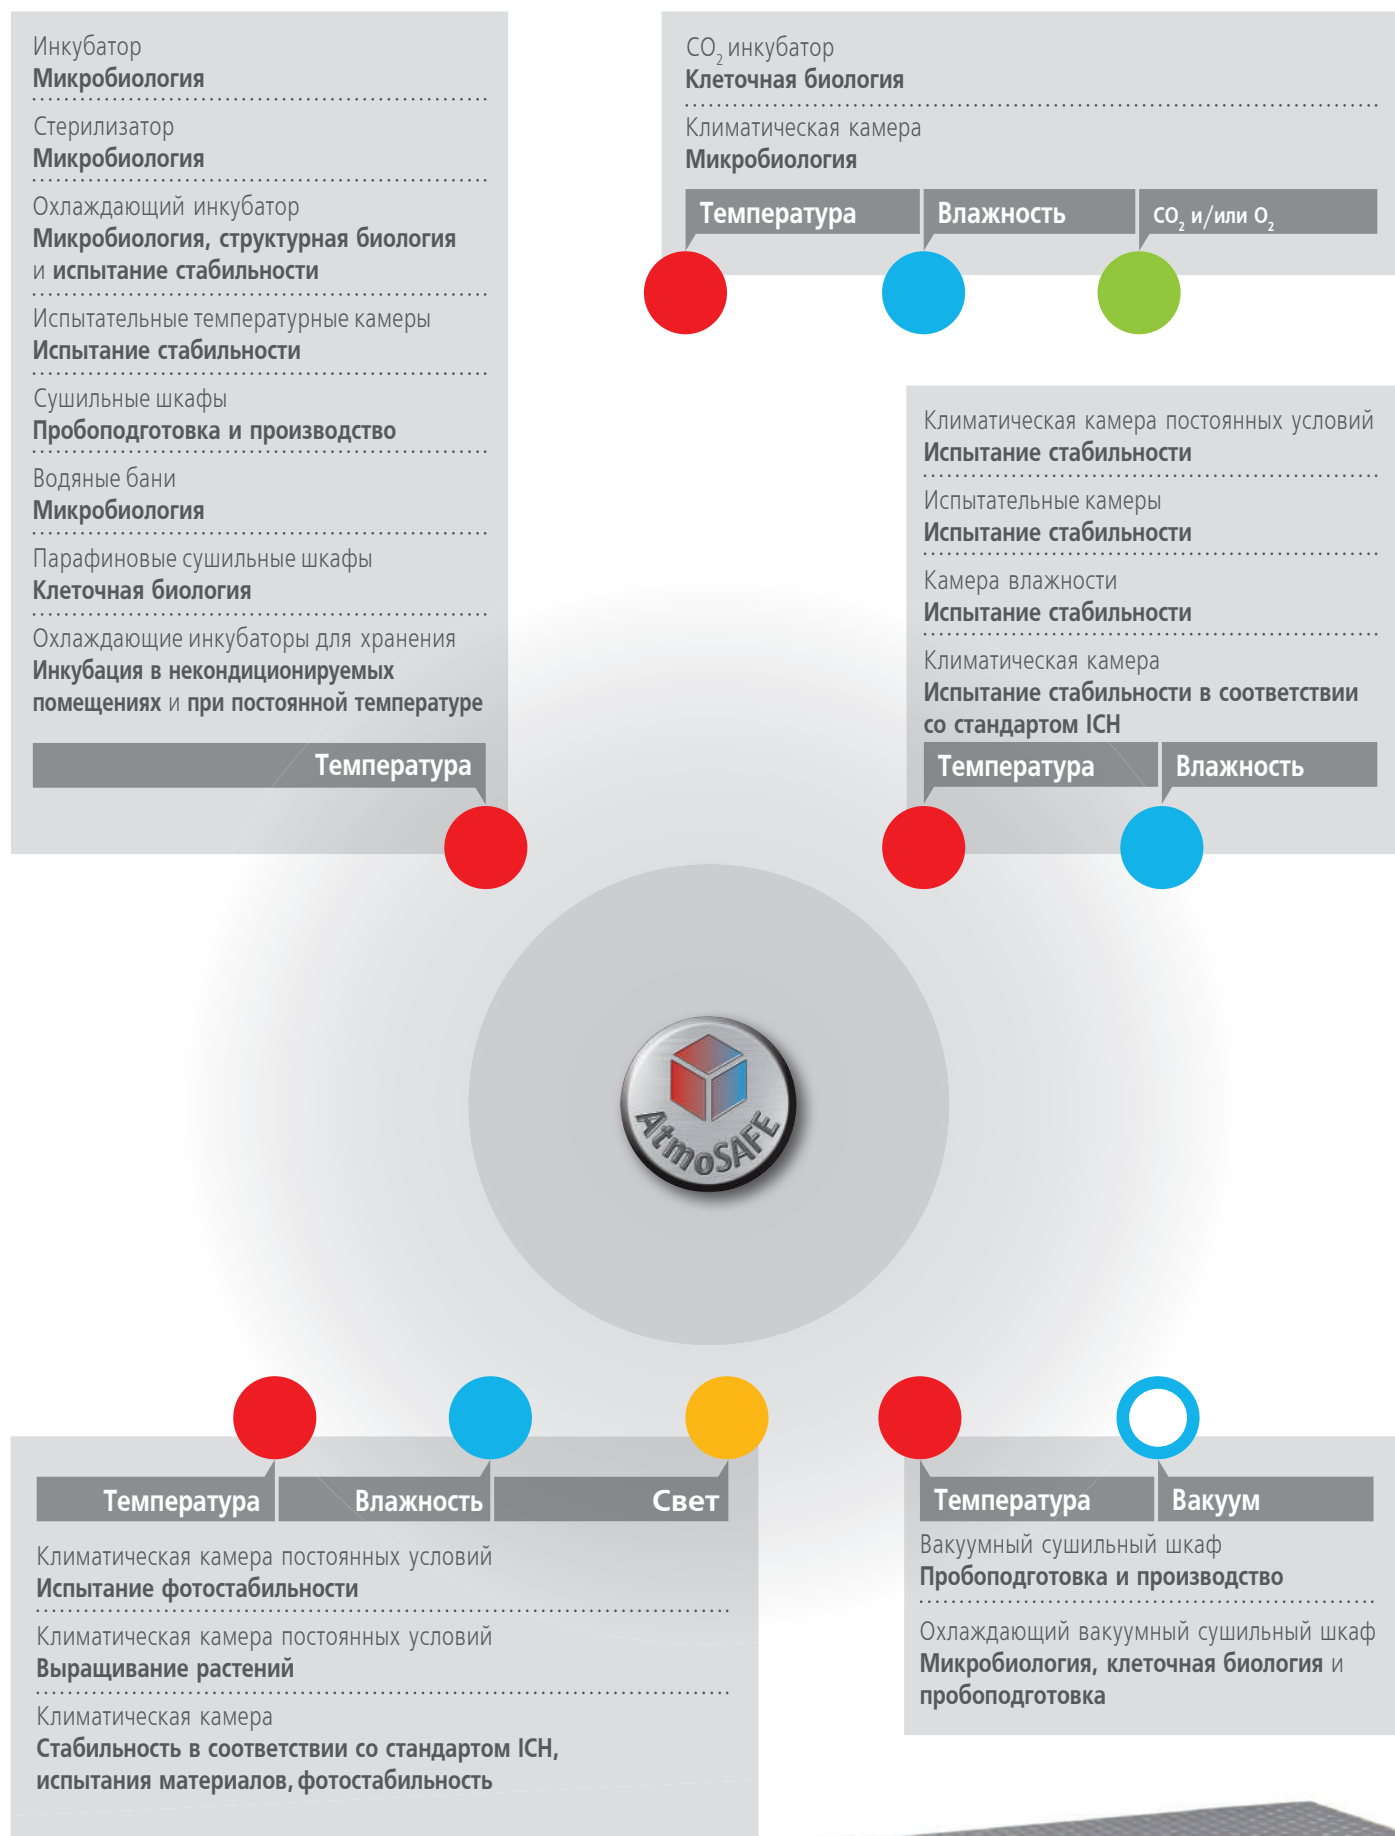 Инкубатор
Микробиология
Стерилизатор
Микробиология
Охлаждающий инкубатор
Микробиология, структурная биология
и испытание стабильности
Испытательные температурные камеры
Испытание стабильности
Сушильные шкафы
Пробоподготовка и производство
Водяные бани
Микробиология
Парафиновые сушильные шкафы
Клеточная биология
Охлаждающие инкубаторы для хранения
Инкубация в некондиционируемых
помещениях и при постоянной температуре
Температура
CO₂ инкубатор
Клеточная биология
Климатическая камера
Микробиология
Температура
Влажность
CO₂ и/или O₂
Климатическая камера постоянных условий
Испытание стабильности
Испытательные камеры
Испытание стабильности
Камера влажности
Испытание стабильности
Климатическая камера
Испытание стабильности в соответствии
со стандартом ICH
Температура
Влажность
AtmoSAFE
Температура
Влажность
Свет
Климатическая камера постоянных условий
Испытание фотостабильности
Климатическая камера постоянных условий
Выращивание растений
Климатическая камера
Стабильность в соответствии со стандартом ICH,
испытания материалов, фотостабильность
Температура
Вакуум
Вакуумный сушильный шкаф
Пробоподготовка и производство
Охлаждающий вакуумный сушильный шкаф
Микробиология, клеточная биология и
пробоподготовка